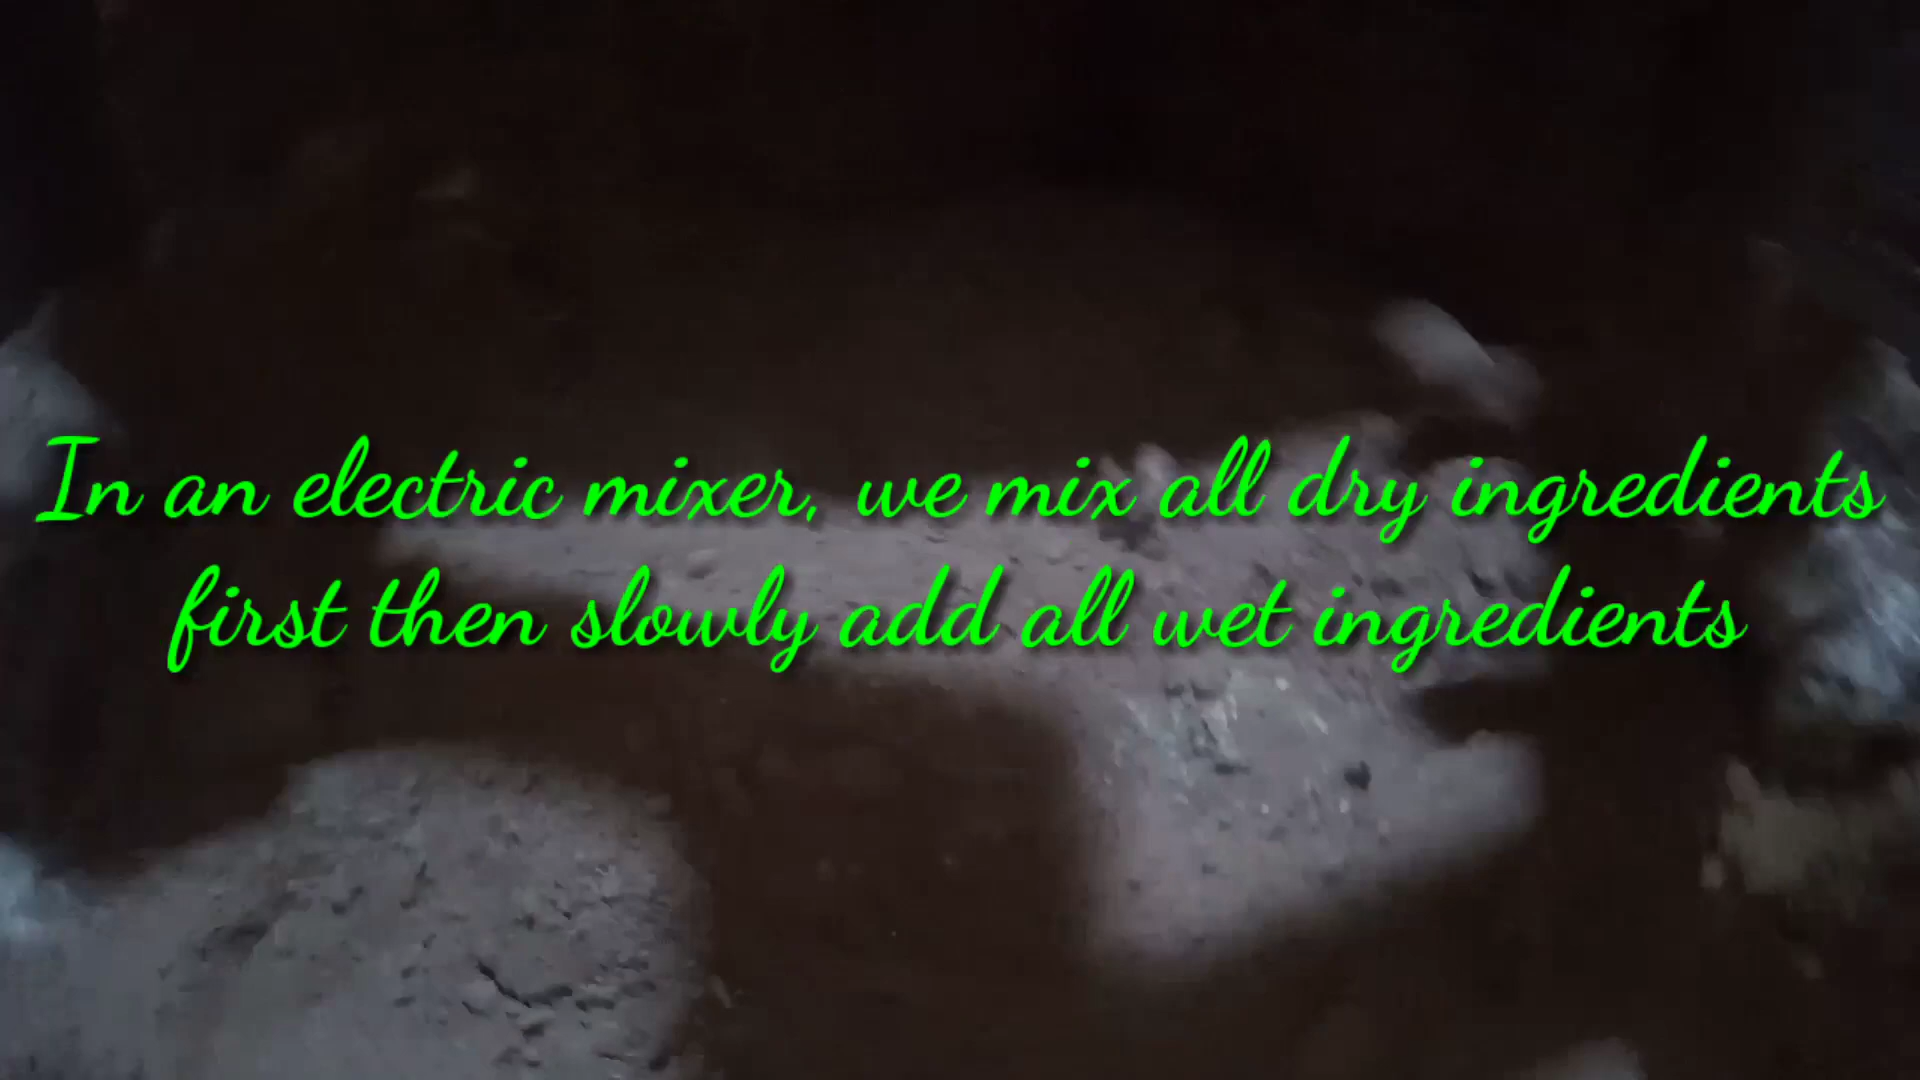 In an electric mixer, we mix all dry ingredients
first then slowly add all wet ingredients